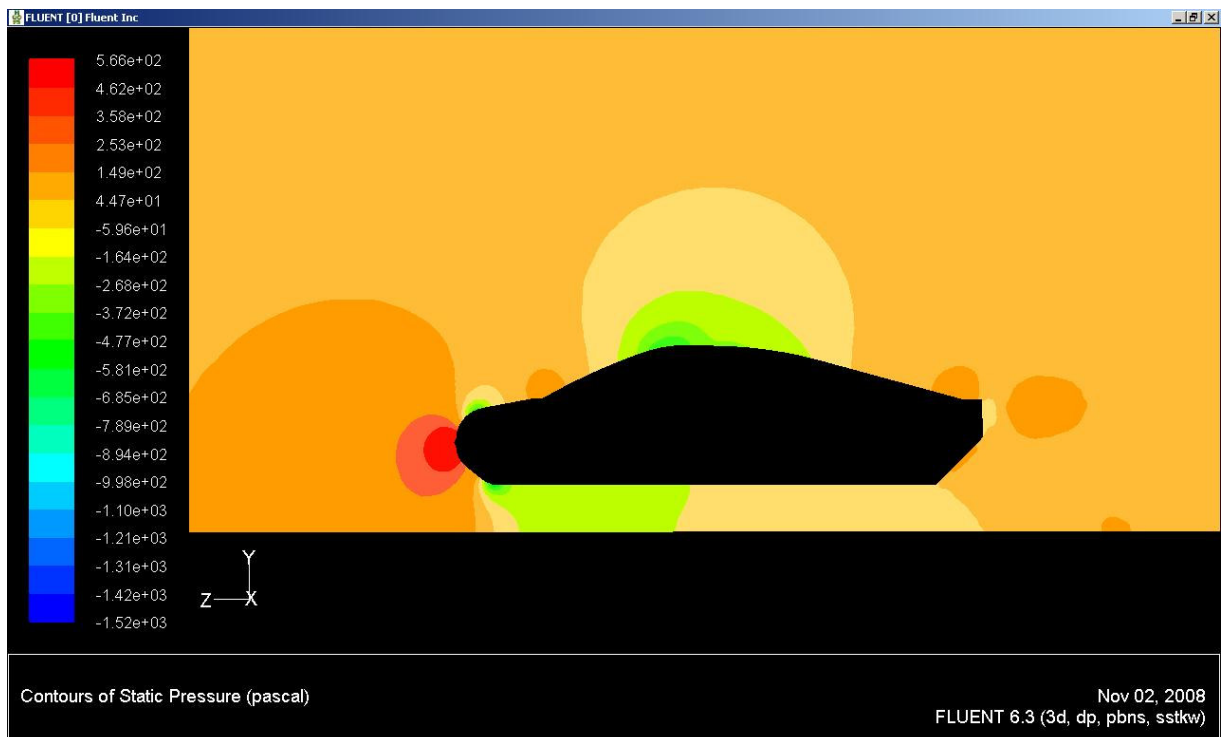 FLUENT [0] Fluent Inc
5.66e+02
4.62e+02
3.58e+02
2.53e+02
1.49e+02
4.47e+01
-5.96e+01
-1.64e+02
-2.68e+02
-3.72e+02
-4.77e+02
-5.81e+02
-6.85e+02
-7.89e+02
-8.94e+02
-9.98e+02
-1.10e+03
-1.21e+03
-1.31e+03
-1.42e+03
-1.52e+03
Y
Z X
Contours of Static Pressure (pascal)
Nov 02, 2008
FLUENT 6.3 (3d, dp, pbns, sstkw)